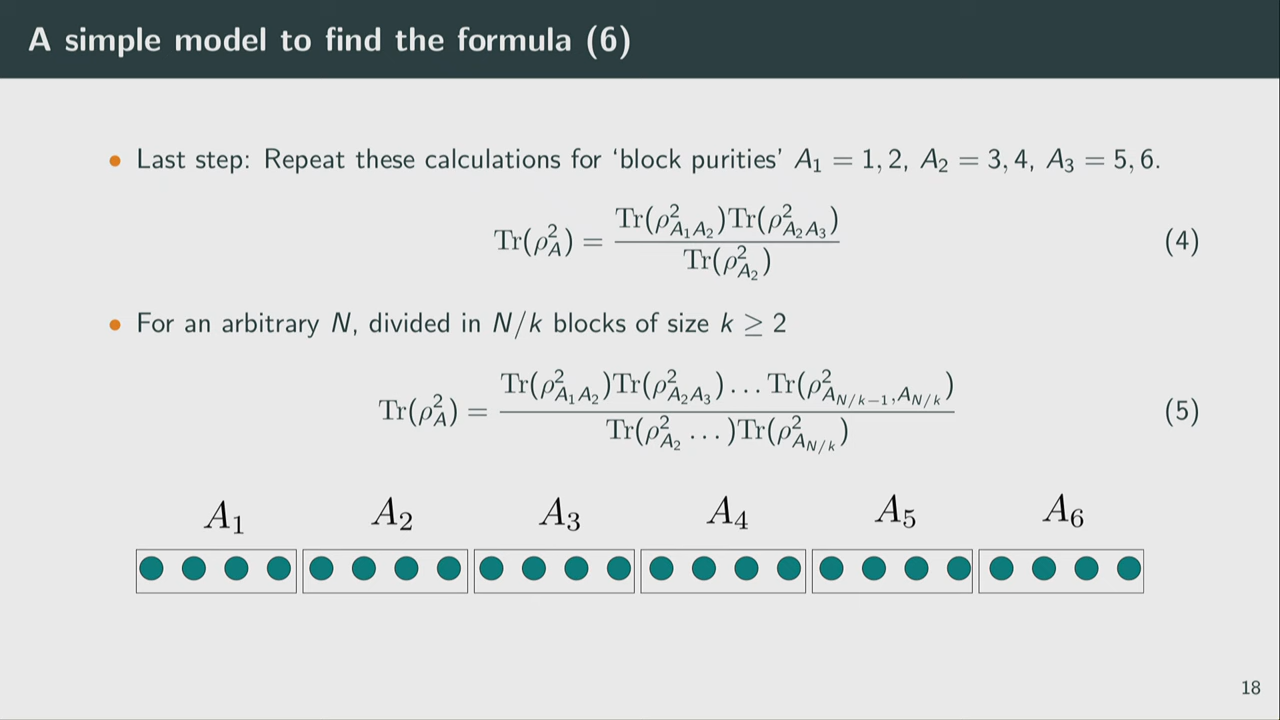 A simple model to find the formula (6)
• Last step: Repeat these calculations for ‘block purities’ A₁ = 1, 2, A₂ = 3, 4, A₃ = 5, 6.
Tr(ρ²_A) = Tr(ρ²_{A₁A₂})Tr(ρ²_{A₂A₃}) / Tr(ρ²_{A₂}) (4)
• For an arbitrary N, divided in N/k blocks of size k ≥ 2
Tr(ρ²_A) = Tr(ρ²_{A₁A₂})Tr(ρ²_{A₂A₃}) … Tr(ρ²_{A_{N/k−1},A_{N/k}}) / Tr(ρ²_{A₂} …)Tr(ρ²_{A_{N/k}}) (5)
A₁ A₂ A₃ A₄ A₅ A₆
18